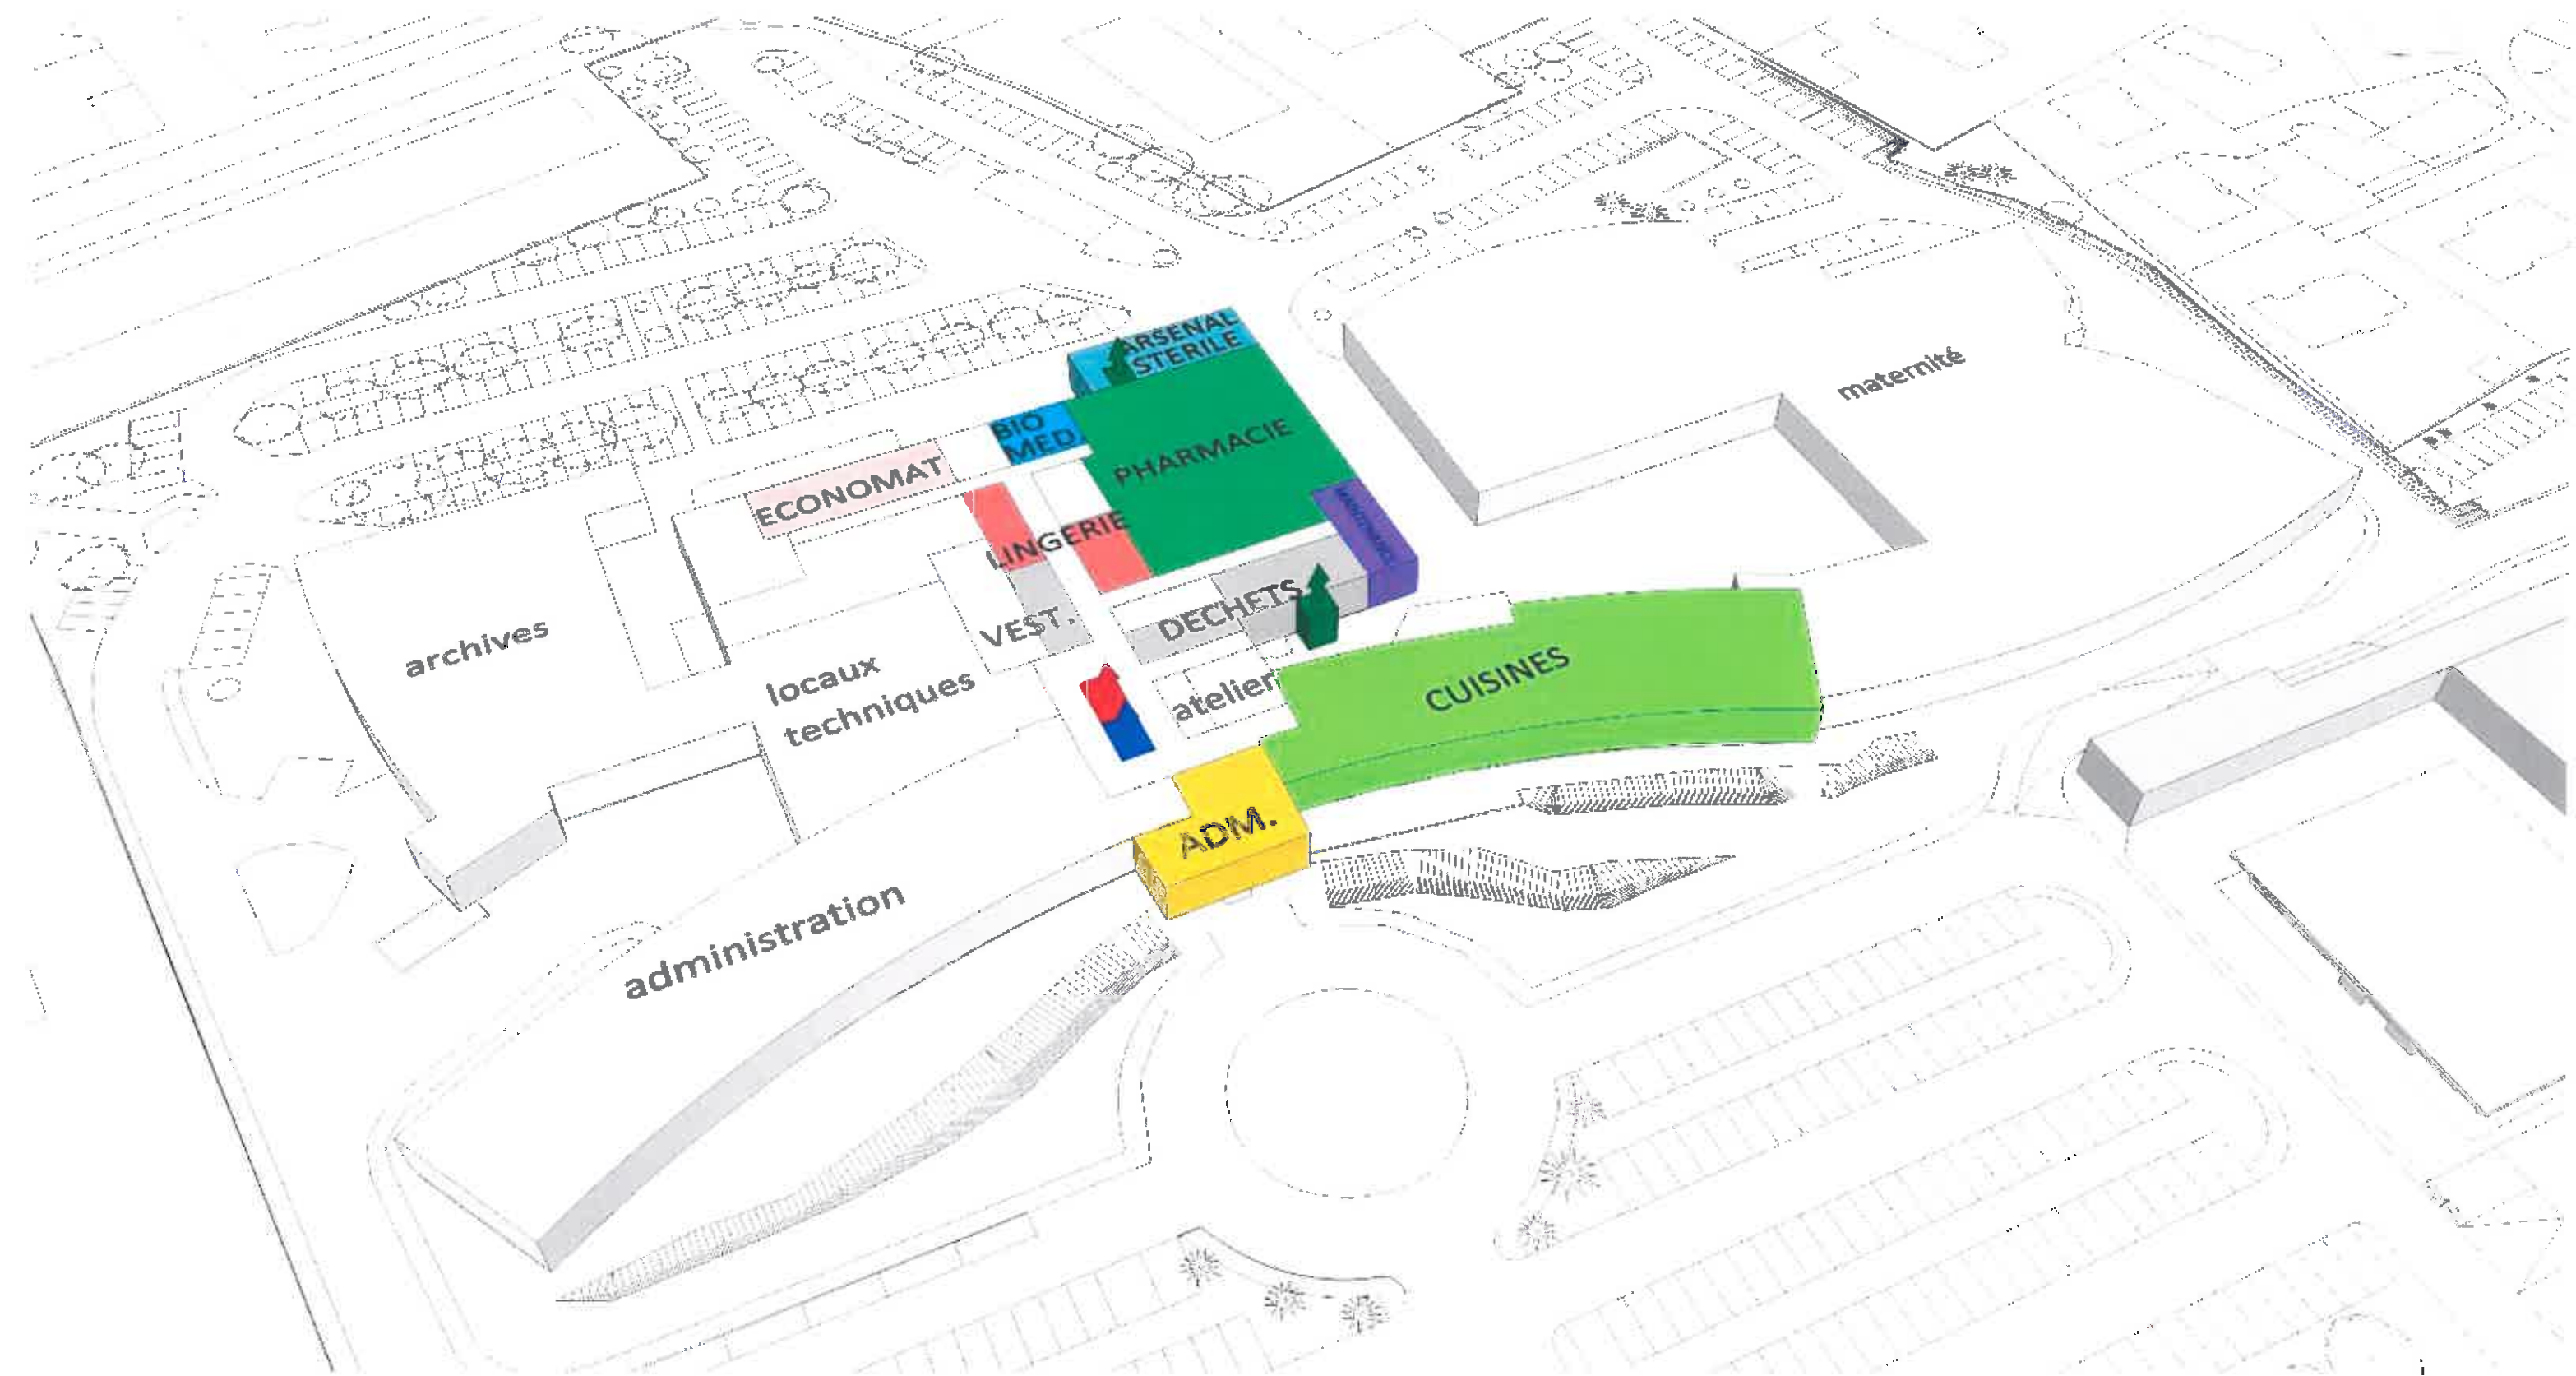 ARSENAL
STERILE
maternité
BIO
MED
PHARMACIE
ECONOMAT
LINGERIE
VEST.
DECHETS
archives
locaux
techniques
atelier
CUISINES
ADM.
administration